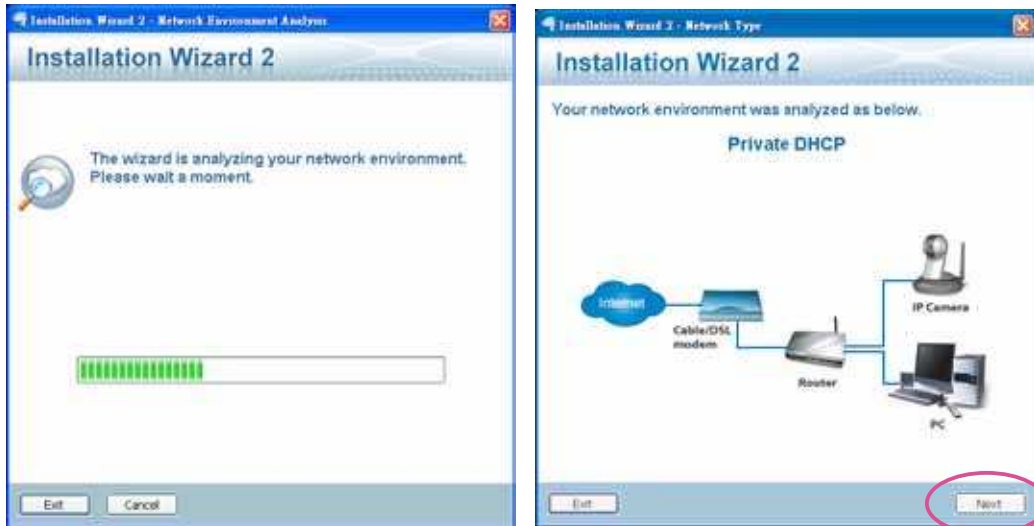 Installation Wizard 2 - Network Environment Analysis
Installation Wizard 2
The wizard is analyzing your network environment.
Please wait a moment.
Exit
Cancel
Installation Wizard 2 - Network Type
Installation Wizard 2
Your network environment was analyzed as below.
Private DHCP
Internet
Cable/DSL
modem
Router
IP Camera
PC
Exit
Next